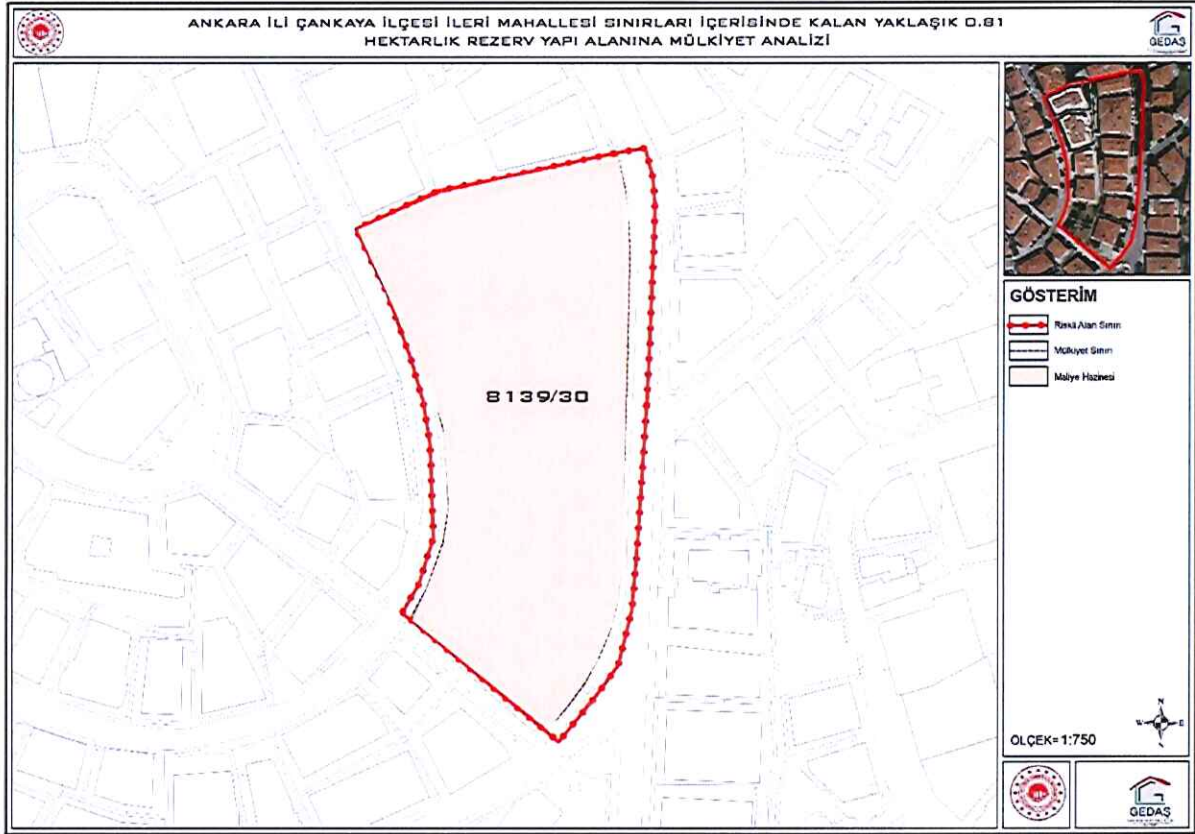 ANKARA İLİ ÇANKAYA İLÇESİ İLERİ MAHALLESİ SINIRLARI İÇERİSİNDE KALAN YAKLAŞIK 0.81
HEKTARLIK REZERV YAPI ALANINA MÜLKİYET ANALİZİ
GEDAŞ
8139/30
GÖSTERİM
Riskli Alan Sınırı
Mülkiyet Sınırı
Maliye Hazinesi
N
W
E
ÖLÇEK= 1:750
GEDAŞ